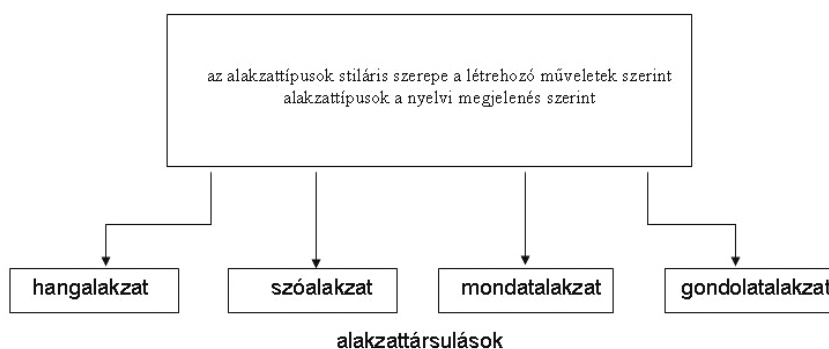 az alakzattípusok stiláris szerepe a létrehozó műveletek szerint
alakzattípusok a nyelvi megjelenés szerint
hangalakzat
szóalakzat
mondatalakzat
gondolatalakzat
alakzattársulások